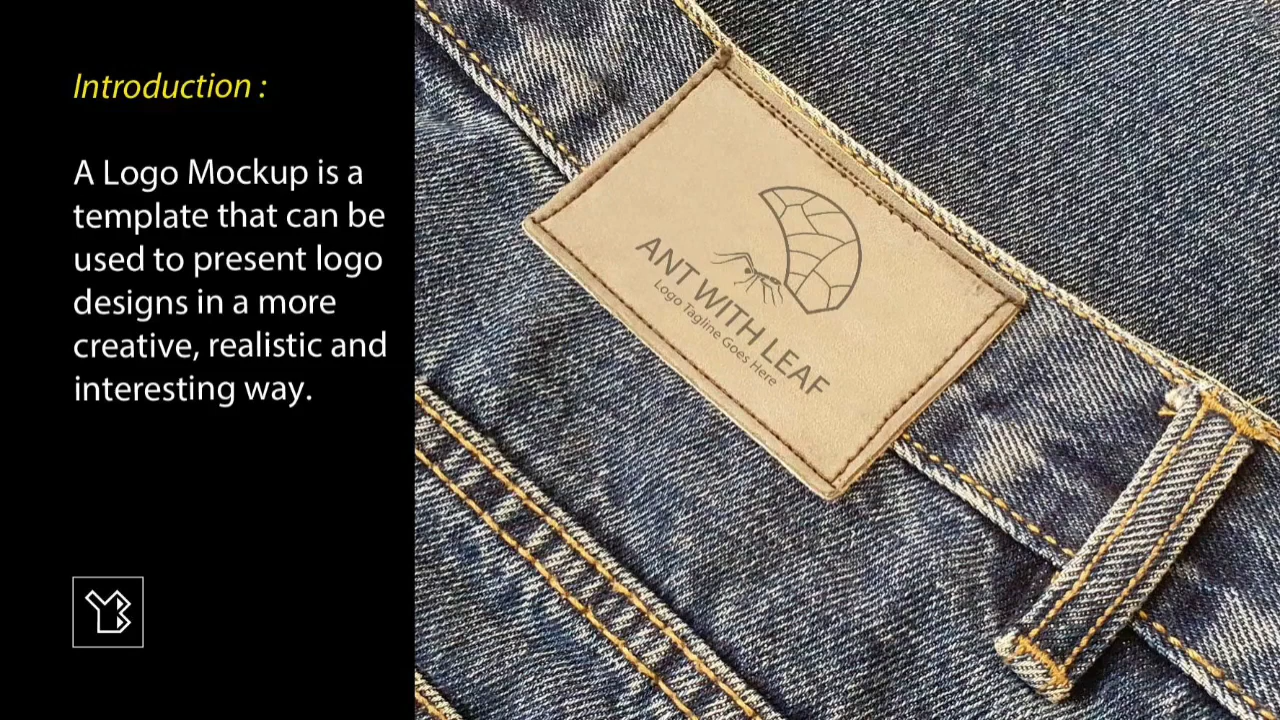 Introduction :
A Logo Mockup is a
template that can be
used to present logo
designs in a more
creative, realistic and
interesting way.
YB
ANT WITH LEAF
Logo Tagline Goes Here